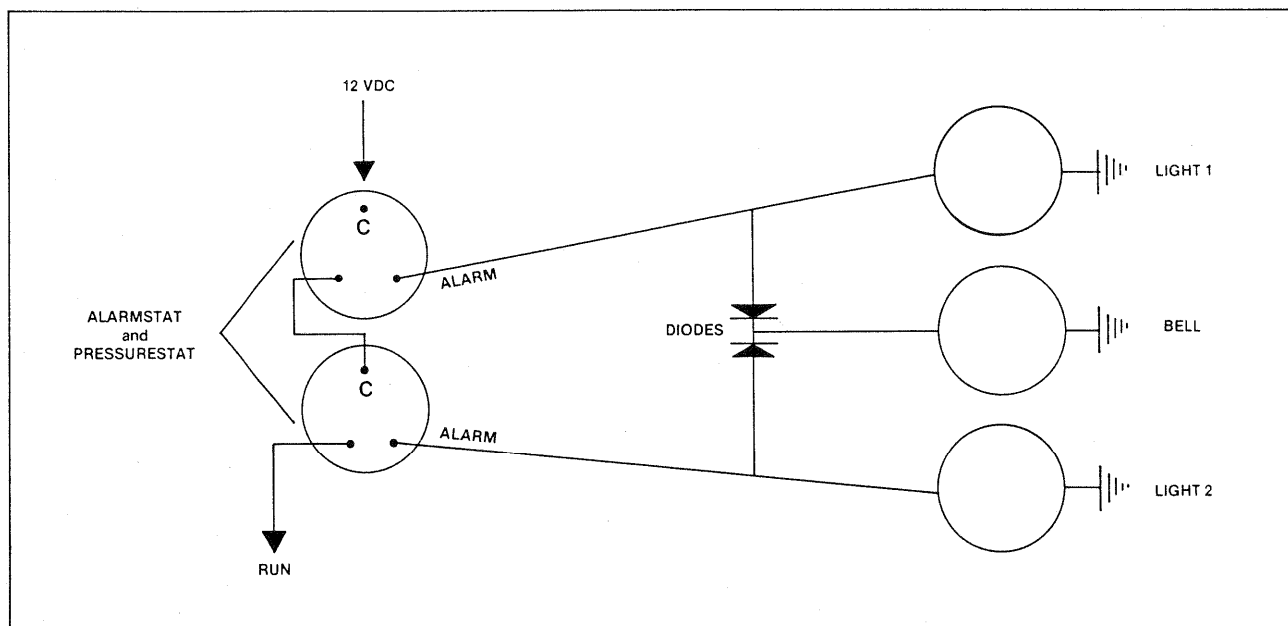 12 VDC
C
ALARM
LIGHT 1
ALARMSTAT
and
PRESSURESTAT
DIODES
BELL
C
ALARM
LIGHT 2
RUN